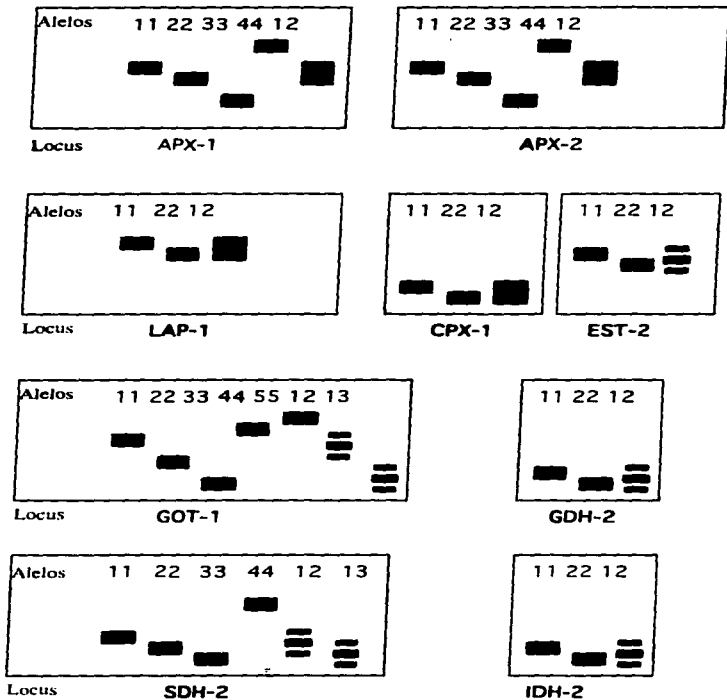 Alelos 11 22 33 44 12
11 22 33 44 12
Locus APX-1
APX-2
Alelos 11 22 12
11 22 12
11 22 12
Locus LAP-1
CPX-1
EST-2
Alelos 11 22 33 44 55 12 13
11 22 12
Locus GOT-1
GDH-2
Alelos 11 22 33 44 12 13
11 22 12
Locus SDH-2
IDH-2